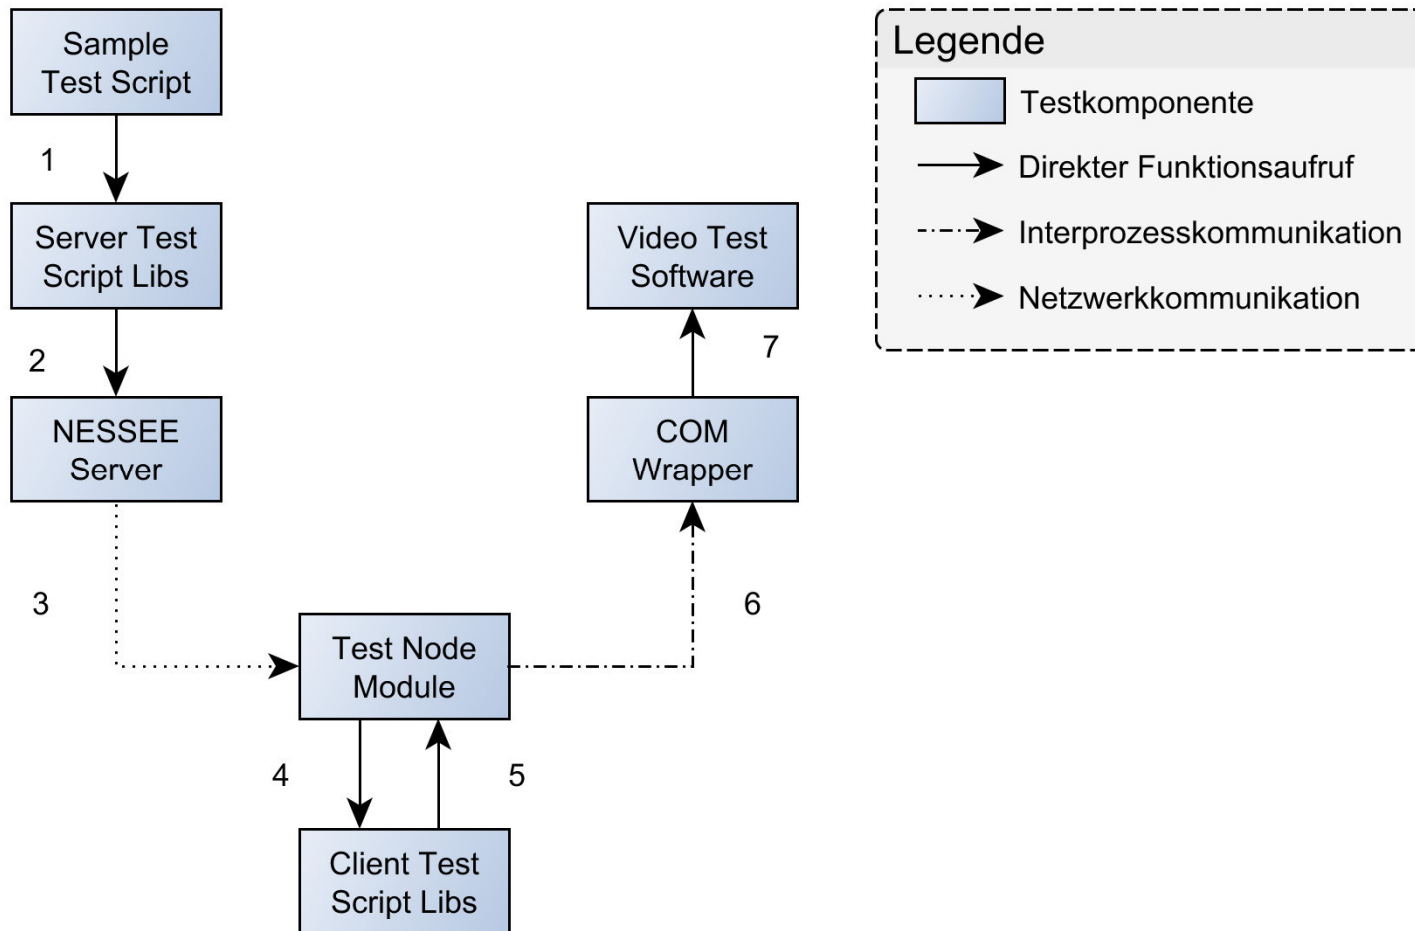 Sample
Test Script
1
Server Test
Script Libs
2
NESSEE
Server
3
Test Node
Module
4
5
Client Test
Script Libs
6
COM
Wrapper
7
Video Test
Software
Legende
Testkomponente
Direkter Funktionsaufruf
Interprozesskommunikation
Netzwerkkommunikation